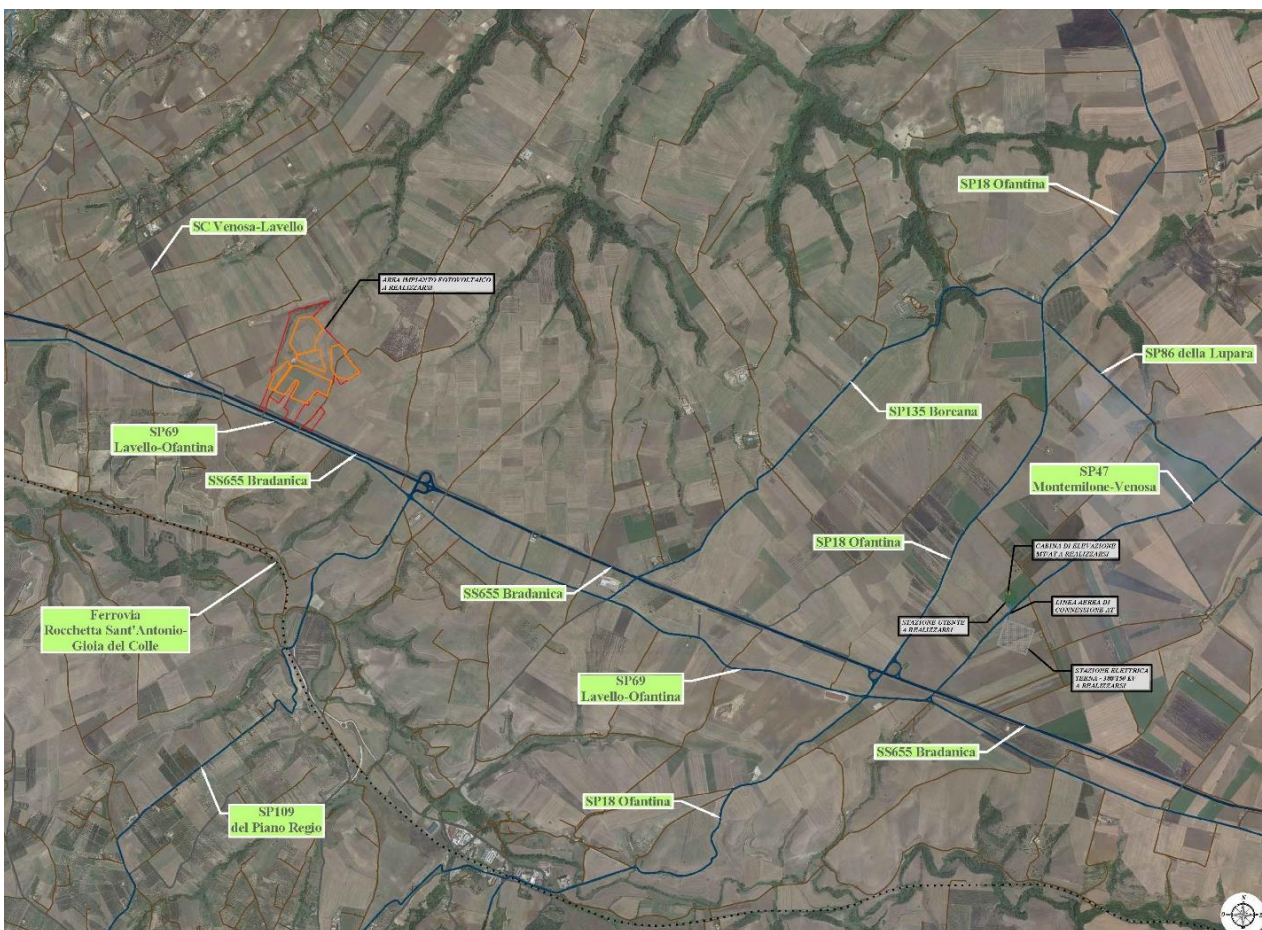 SP18 Ofantina
SC Venosa-Lavello
AREA IMPIANTO FOTOVOLTAICO
A REALIZZARSI
SP86 della Lupara
SP135 Boreana
SP69
Lavello-Ofantina
SS655 Bradanica
SP47
Montemilone-Venosa
SP18 Ofantina
CABINA DI ELEVAZIONE
MT/AT A REALIZZARSI
SS655 Bradanica
LINEA AEREA DI
CONNESSIONE AT
Ferrovia
Rocchetta Sant'Antonio-
Gioia del Colle
STAZIONE UTENTE
A REALIZZARSI
STAZIONE ELETTRICA
TERNA - 380/150 KV
A REALIZZARSI
SP69
Lavello-Ofantina
SS655 Bradanica
SP18 Ofantina
SP109
del Piano Regio
N
O
E
S